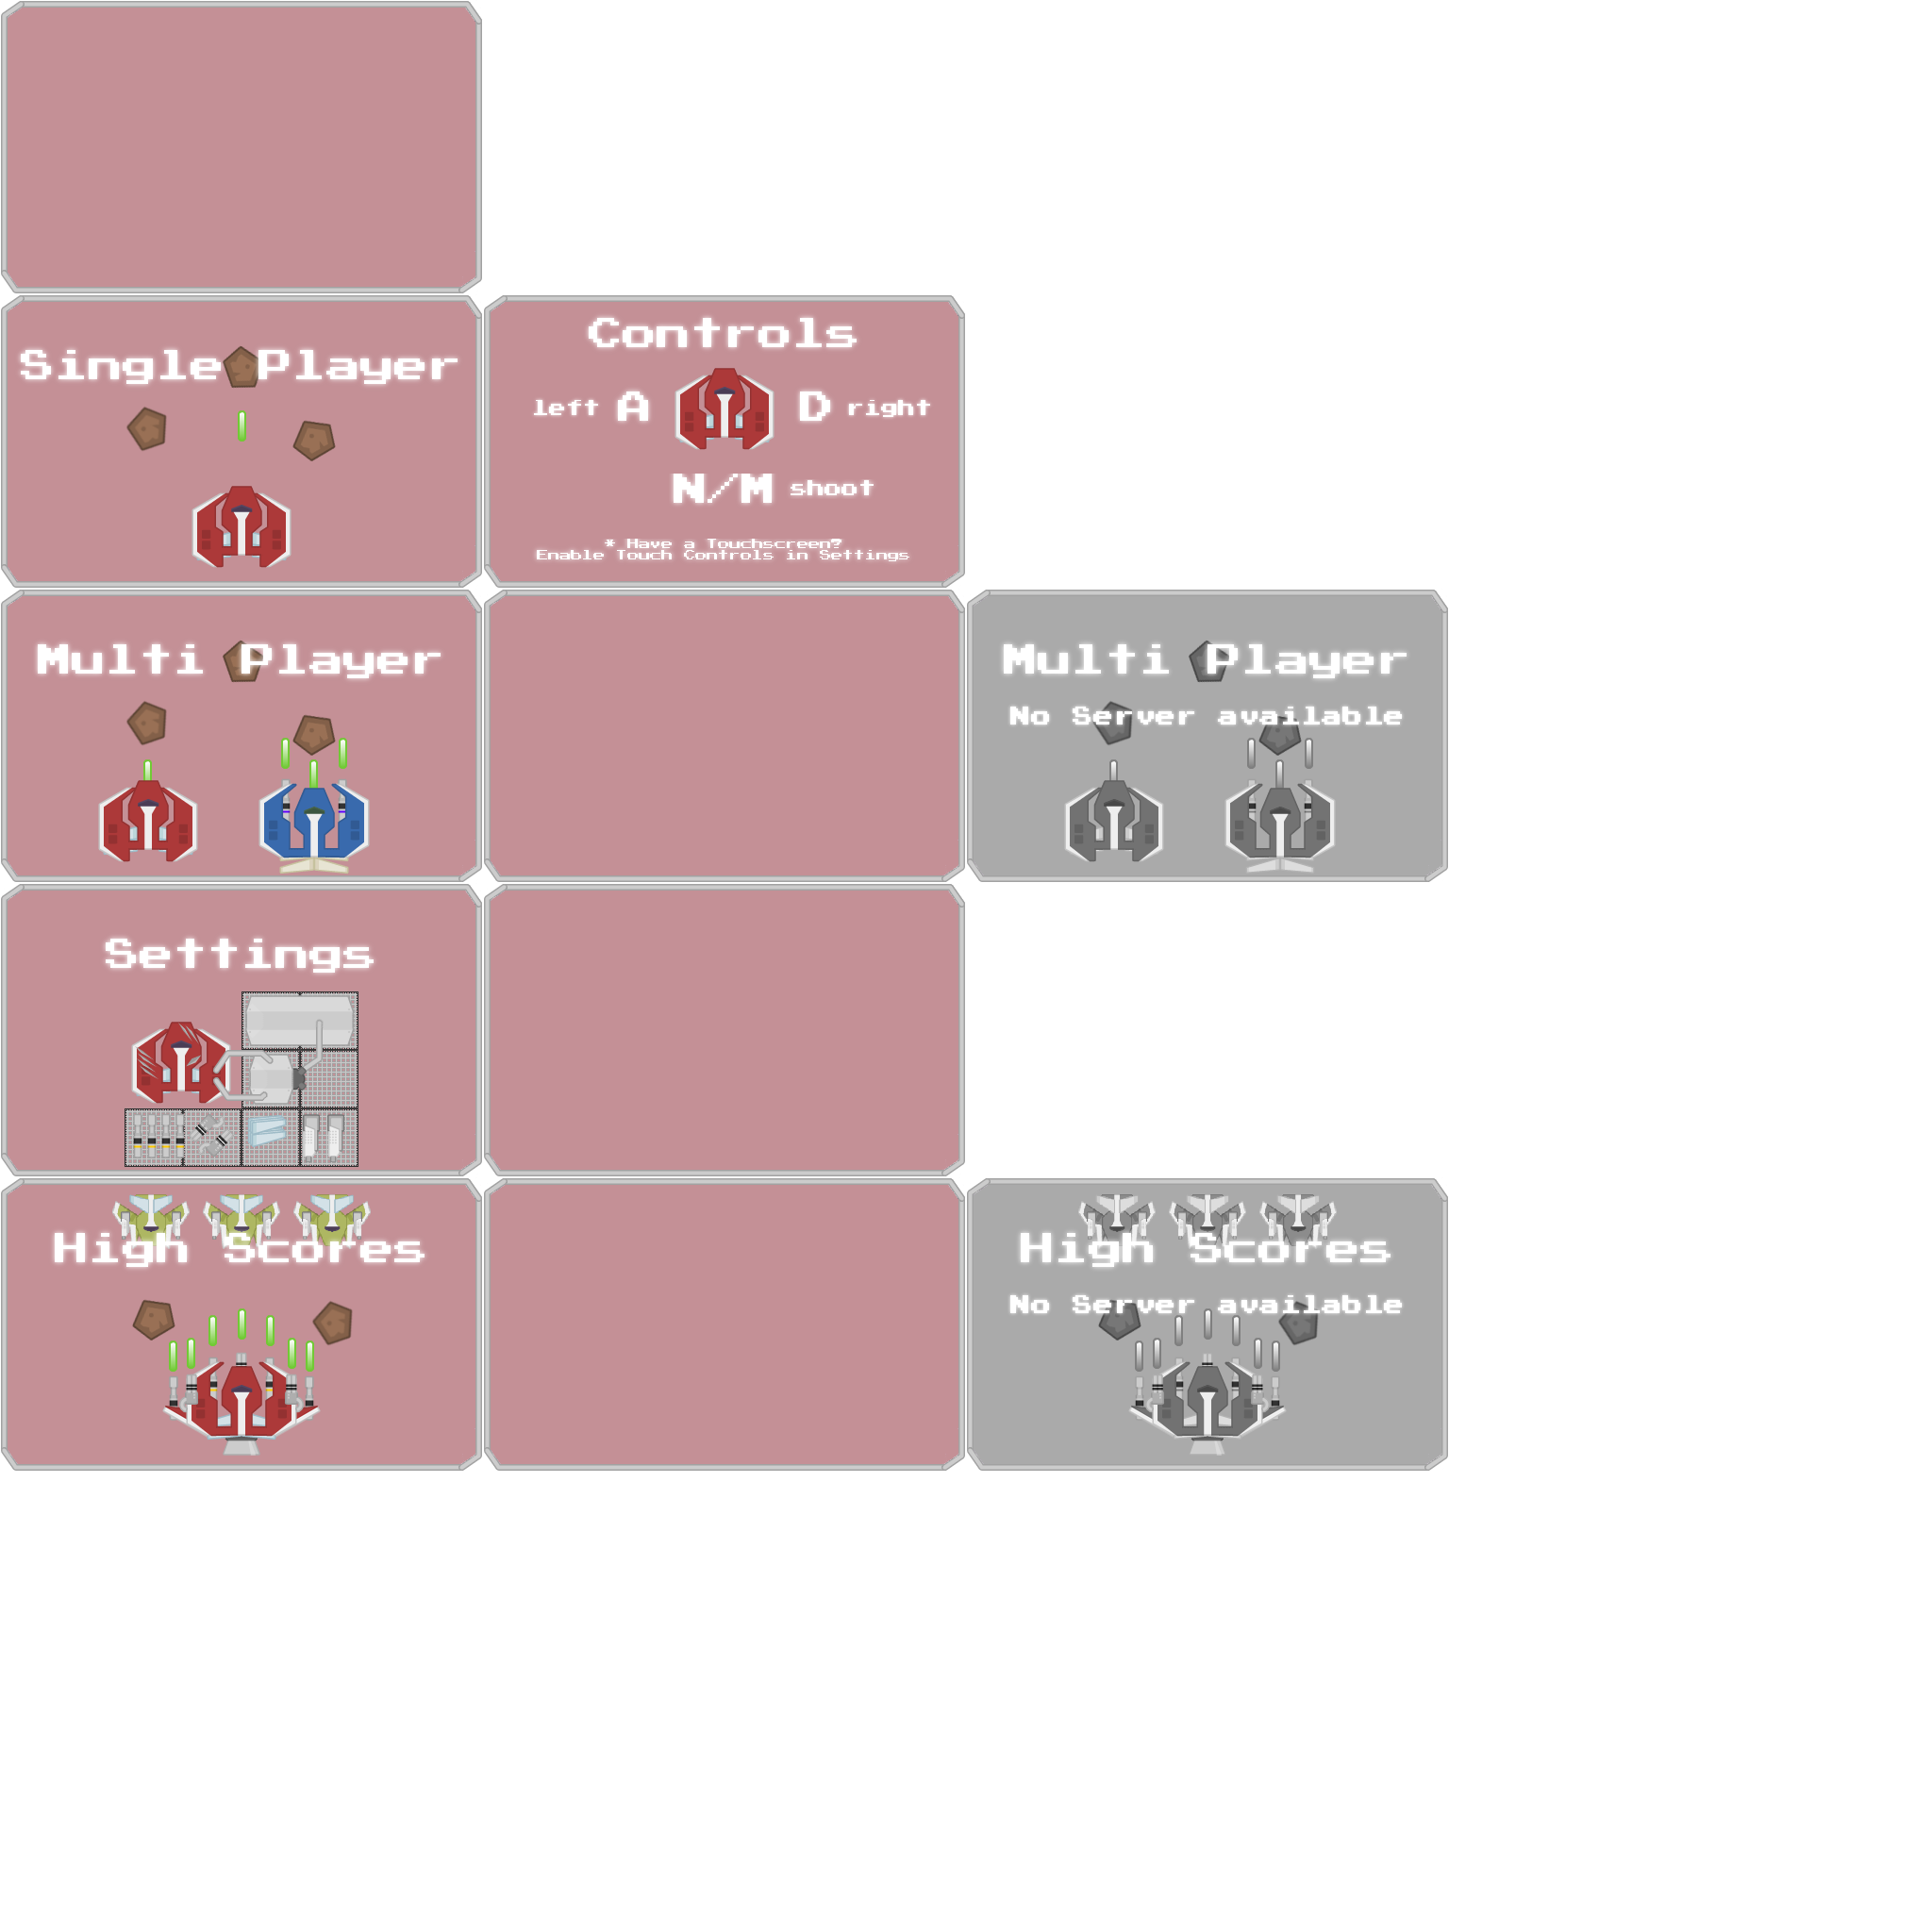 Single Player
Controls
left A D right
N/M shoot
* Have a Touchscreen?
Enable Touch Controls in Settings
Multi Player
Multi Player
No Server available
Settings
High Scores
High Scores
No Server available